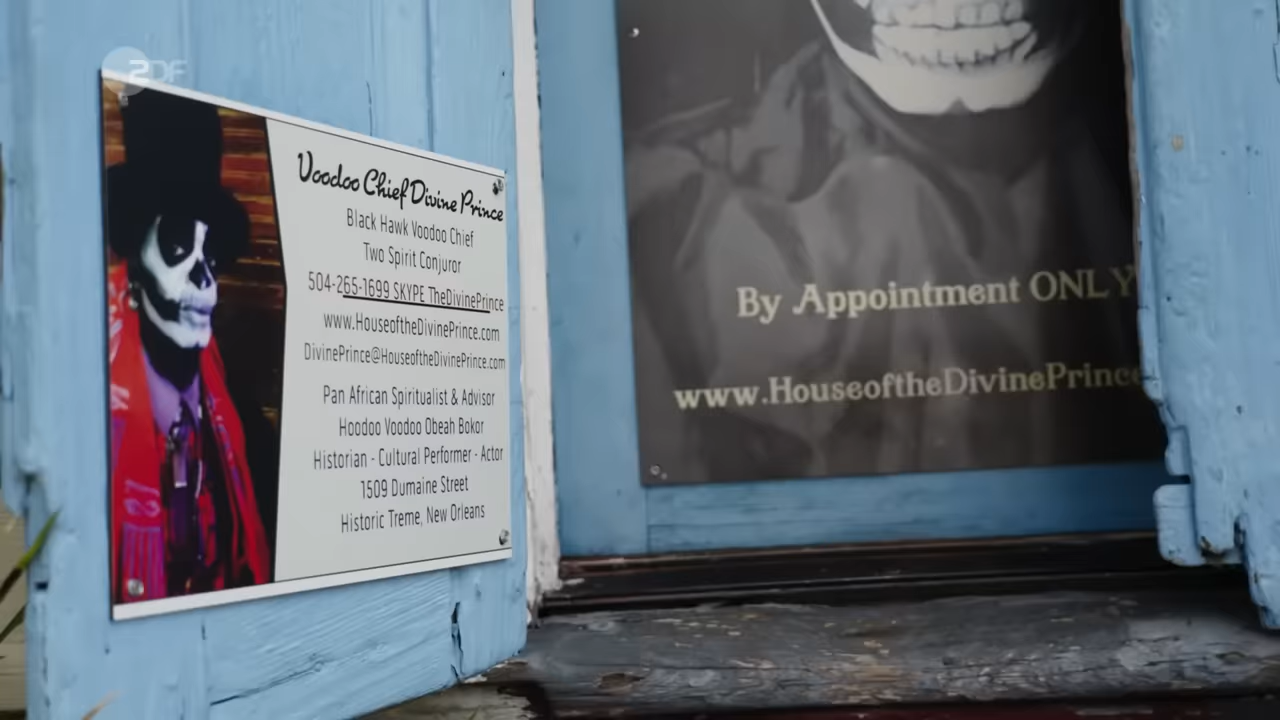 ZDF
Voodoo Chief Divine Prince
Black Hawk Voodoo Chief
Two Spirit Conjuror
504-265-1699 SKYPE TheDivinePrince
www.HouseoftheDivinePrince.com
DivinePrince@HouseoftheDivinePrince.com
Pan African Spiritualist & Advisor
Hoodoo Voodoo Obeah Bokor
Historian - Cultural Performer - Actor
1509 Dumaine Street
Historic Treme, New Orleans
By Appointment ONLY
www.HouseoftheDivinePrince